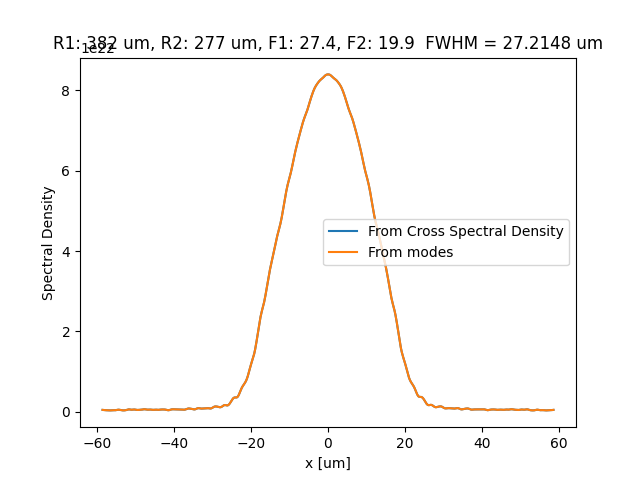 R1: 382 um, R2: 277 um, F1: 27.4, F2: 19.9  FWHM = 27.2148 um
1e22
8
6
4
2
0
Spectral Density
From Cross Spectral Density
From modes
−60 −40 −20 0 20 40 60
x [um]